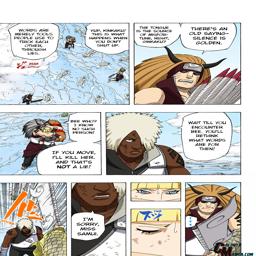 THERE'S AN
OLD SAYING--
SILENCE IS
GOLDEN.
THE TONGUE
IS THE SOURCE
OF MISFOR-
TUNE, RIGHT,
GINKAKU?
YUP, KINKAKU!
THIS IS WHAT
HAPPENS WHEN
YOU DON'T
SHUT UP.
WORDS ARE
MERELY TOOLS
PEOPLE USE TO
TRICK EACH
OTHER,
THROUGH
LIES.
WAIT TILL YOU
ENCOUNTER
BEE. YOU'LL
RETHINK
WHAT WORDS
ARE FOR
THEN!
BEE WHO?
I KNOW
NO SUCH
PERSON!
IF YOU MOVE,
I'LL KILL HER.
AND THAT'S
NOT A LIE!
I'M
SORRY,
MISS
SAMUI.